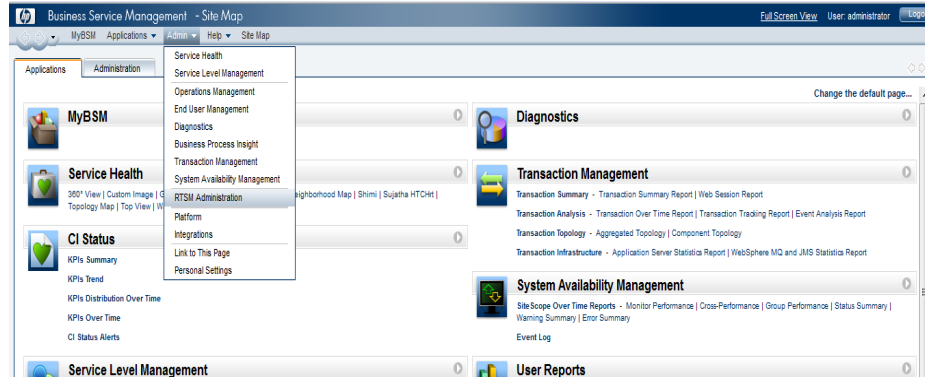 Business Service Management - Site Map
Full Screen View User: administrator Logo
MyBSM Applications Admin Help Site Map
Applications Administration
Change the default page...
Service Health
Service Level Management
Operations Management
End User Management
Diagnostics
Business Process Insight
Transaction Management
System Availability Management
RTSM Administration
Platform
Integrations
Link to This Page
Personal Settings
MyBSM
Service Health
360° View | Custom Image | G
eighborhood Map | Shimi | Sujatha HTCHrt |
Topology Map | Top View | W
CI Status
KPIs Summary
KPIs Trend
KPIs Distribution Over Time
KPIs Over Time
CI Status Alerts
Service Level Management
Diagnostics
Transaction Management
Transaction Summary - Transaction Summary Report | Web Session Report
Transaction Analysis - Transaction Over Time Report | Transaction Tracking Report | Event Analysis Report
Transaction Topology - Aggregated Topology | Component Topology
Transaction Infrastructure - Application Server Statistics Report | WebSphere MQ and JMS Statistics Report
System Availability Management
SiteScope Over Time Reports - Monitor Performance | Cross-Performance | Group Performance | Status Summary |
Warning Summary | Error Summary
Event Log
User Reports